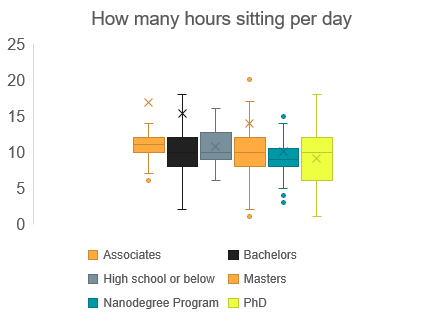 How many hours sitting per day
25
20
15
10
5
0
Associates
Bachelors
High school or below
Masters
Nanodegree Program
PhD